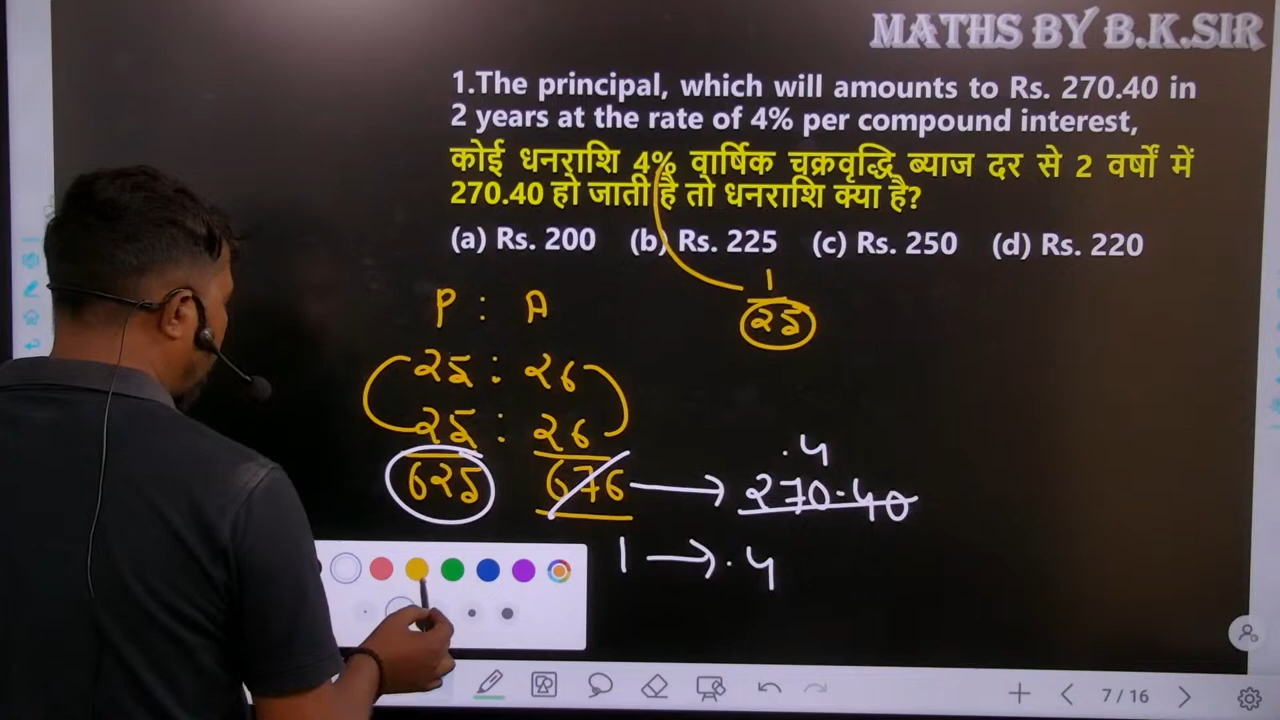 MATHS BY B.K.SIR
1.The principal, which will amounts to Rs. 270.40 in
2 years at the rate of 4% per compound interest,
कोई धनराशि 4% वार्षिक चक्रवृद्धि ब्याज दर से 2 वर्षों में
270.40 हो जाती है तो धनराशि क्या है?
(a) Rs. 200 (b) Rs. 225 (c) Rs. 250 (d) Rs. 220
1
25
P : A
25 : 26
25 : 26
.4
625 676 → 270.40
1 → .4
7 / 16